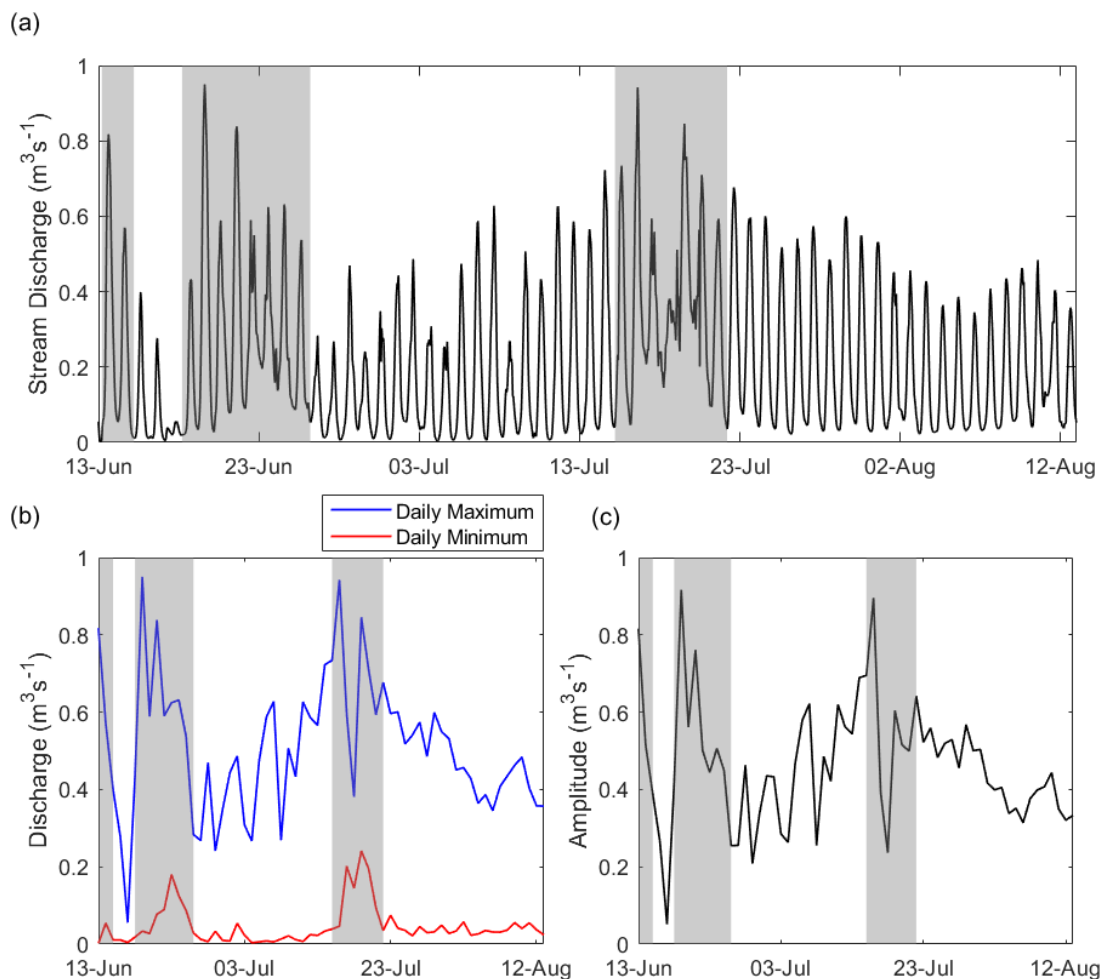 (a)
1
0.8
0.6
0.4
0.2
0
Stream Discharge (m³s⁻¹)
13-Jun 23-Jun 03-Jul 13-Jul 23-Jul 02-Aug 12-Aug
(b)
Daily Maximum
Daily Minimum
1
0.8
0.6
0.4
0.2
0
Discharge (m³s⁻¹)
13-Jun 03-Jul 23-Jul 12-Aug
(c)
1
0.8
0.6
0.4
0.2
0
Amplitude (m³s⁻¹)
13-Jun 03-Jul 23-Jul 12-Aug